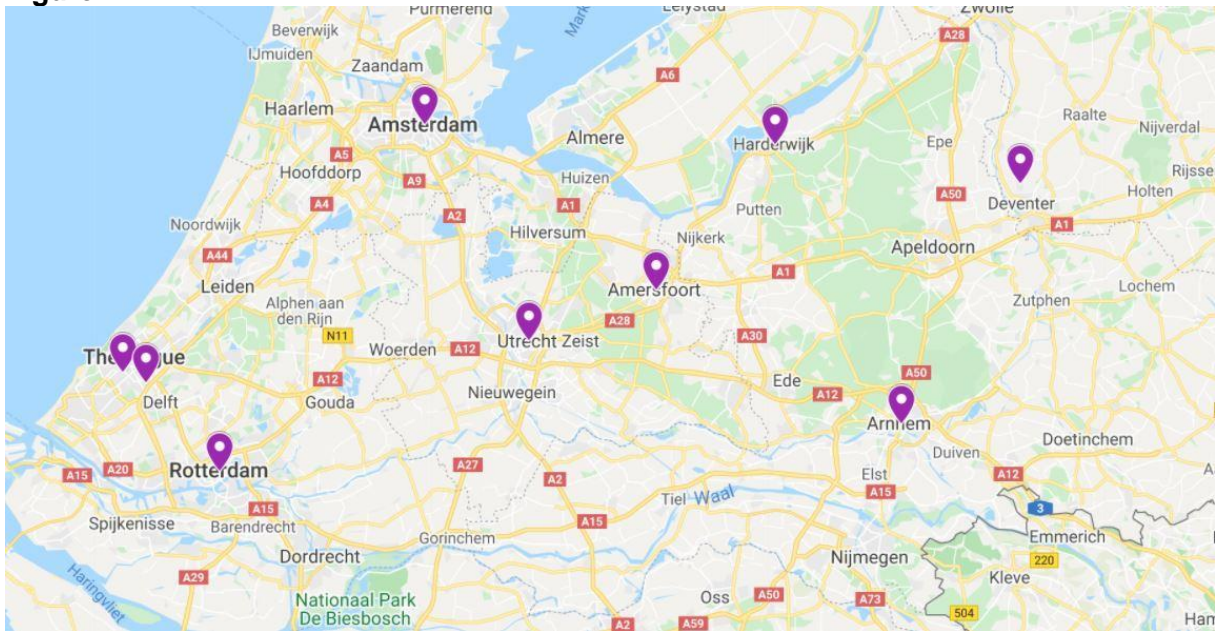 Purmerend
Lelystad
Zwolle
Beverwijk
IJmuiden
A28
Zaandam
A6
Haarlem
Amsterdam
Almere
Harderwijk
Epe
Raalte
Nijverdal
A5
Hoofddorp
A9
Huizen
A50
Holten
A4
A2
A1
Putten
Deventer
Noordwijk
Hilversum
Nijkerk
A1
A44
Apeldoorn
A1
Leiden
Amersfoort
Zutphen
Lochem
Alphen aan
den Rijn
N11
A28
A30
Utrecht Zeist
Woerden
A12
A12
Nieuwegein
Ede
A50
Delft
Gouda
A12
Arnhem
Doetinchem
Duiven
Rotterdam
A15
A20
A27
A2
Elst
A12
Tiel
Waal
A15
A15
3
Spijkenisse
Barendrecht
A15
Gorinchem
Emmerich
Dordrecht
Nijmegen
220
A29
Kleve
Haringvliet
Nationaal Park
De Biesbosch
Oss
A50
A73
504
A2
A59